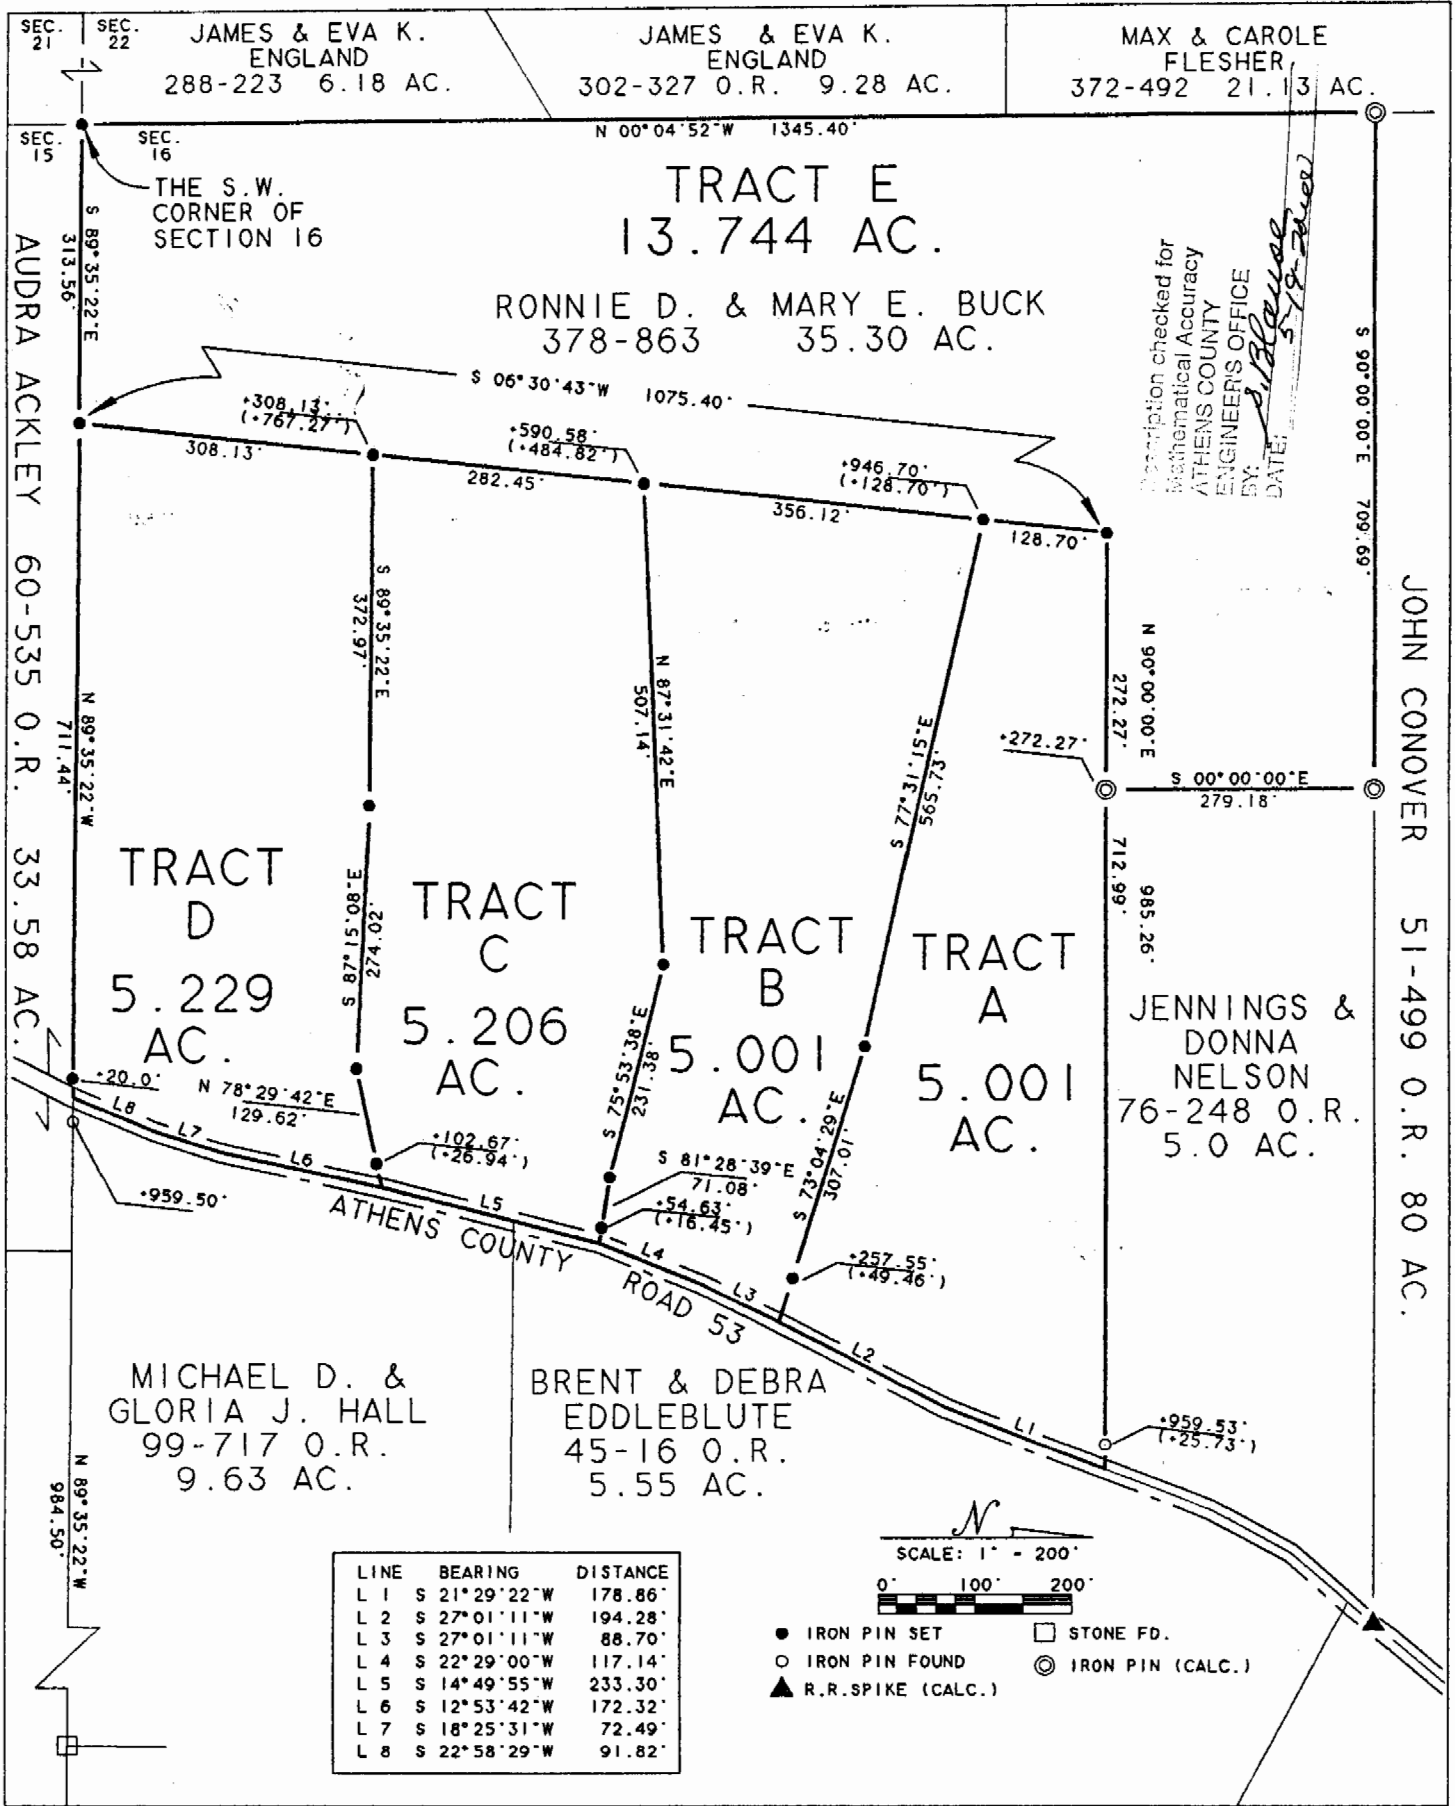 SEC. 21
SEC. 22
JAMES & EVA K.
ENGLAND
288-223 6.18 AC.
JAMES & EVA K.
ENGLAND
302-327 O.R. 9.28 AC.
MAX & CAROLE
FLESHER
372-492 21.13 AC.
SEC. 15
SEC. 16
N 00°04'52"W 1345.40'
THE S.W.
CORNER OF
SECTION 16
TRACT E
13.744 AC.
RONNIE D. & MARY E. BUCK
378-863 35.30 AC.
Description checked for
Mathematical Accuracy
ATHENS COUNTY
ENGINEER'S OFFICE
BY:
DATE:
S 89°35'22"E
313.56'
AUDRA ACKLEY 60-535 O.R. 33.58 AC.
S 90°00'00"E 709.69'
JOHN CONOVER 51-499 O.R. 80 AC.
S 06°30'43"W 1075.40'
+308.13'
(+767.27')
308.13'
+590.58'
(+484.82')
282.45'
+946.70'
(+128.70')
356.12'
128.70'
N 89°35'22"W
711.44'
S 89°35'22"E
372.97'
N 87°31'42"E
507.14'
S 77°31'15"E
565.73'
N 90°00'00"E
272.27'
+272.27'
S 00°00'00"E
279.18'
712.99'
985.26'
TRACT
D
5.229
AC.
S 87°15'08"E
274.02'
TRACT
C
5.206
AC.
TRACT
B
5.001
AC.
TRACT
A
5.001
AC.
JENNINGS &
DONNA
NELSON
76-248 O.R.
5.0 AC.
S 75°53'38"E
231.38'
S 73°04'29"E
307.01'
+20.0'
N 78°29'42"E
129.62'
+102.67'
(+26.94')
S 81°28'39"E
71.08'
+54.63'
(+16.45')
+257.55'
(+49.46')
+959.50'
L8
L7
L6
L5
L4
L3
L2
L1
ATHENS COUNTY ROAD 53
+959.53'
(+25.73')
MICHAEL D. &
GLORIA J. HALL
99-717 O.R.
9.63 AC.
BRENT & DEBRA
EDDLEBLUTE
45-16 O.R.
5.55 AC.
N 89°35'22"W
984.50'
LINE BEARING DISTANCE
L 1 S 21°29'22"W 178.86'
L 2 S 27°01'11"W 194.28'
L 3 S 27°01'11"W 88.70'
L 4 S 22°29'00"W 117.14'
L 5 S 14°49'55"W 233.30'
L 6 S 12°53'42"W 172.32'
L 7 S 18°25'31"W 72.49'
L 8 S 22°58'29"W 91.82'
N
SCALE: 1" - 200'
0' 100' 200'
IRON PIN SET
IRON PIN FOUND
R.R.SPIKE (CALC.)
STONE FD.
IRON PIN (CALC.)